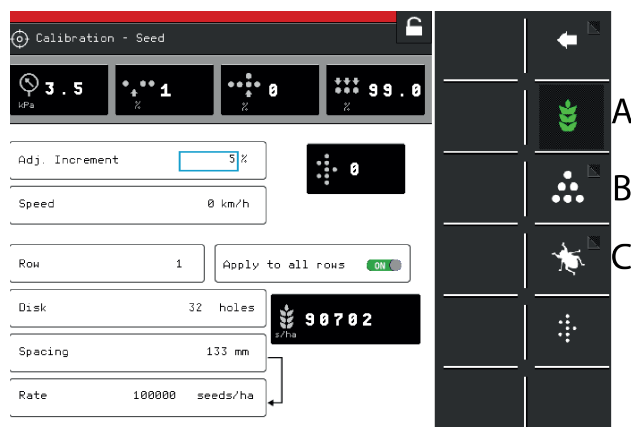 Calibration - Seed
3.5
kPa
1
%
0
%
99.0
%
Adj. Increment 5 %
0
Speed 0 km/h
Row 1
Apply to all rows ON
Disk 32 holes
90702
s/ha
Spacing 133 mm
Rate 100000 seeds/ha
A
B
C